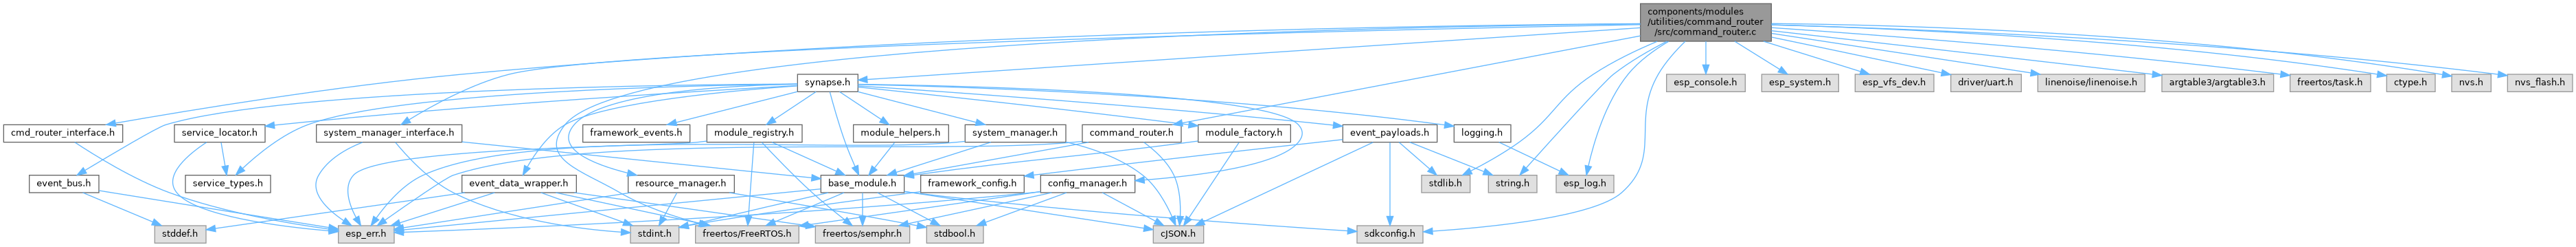 components/modules
/utilities/command_router
/src/command_router.c
synapse.h
esp_console.h
esp_system.h
esp_vfs_dev.h
driver/uart.h
linenoise/linenoise.h
argtable3/argtable3.h
freertos/task.h
ctype.h
nvs.h
nvs_flash.h
cmd_router_interface.h
service_locator.h
system_manager_interface.h
framework_events.h
module_registry.h
module_helpers.h
system_manager.h
command_router.h
module_factory.h
event_payloads.h
logging.h
event_bus.h
service_types.h
event_data_wrapper.h
resource_manager.h
base_module.h
framework_config.h
config_manager.h
stdlib.h
string.h
esp_log.h
stddef.h
esp_err.h
stdint.h
freertos/FreeRTOS.h
freertos/semphr.h
stdbool.h
cJSON.h
sdkconfig.h